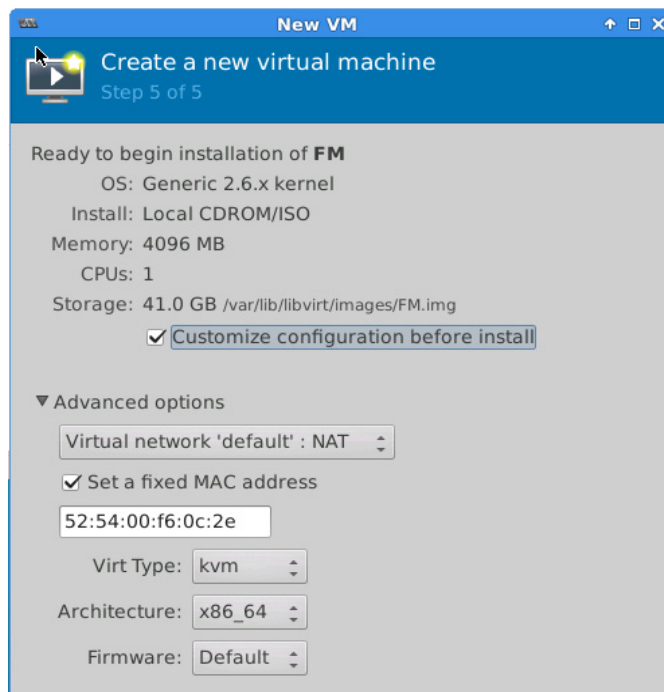 New VM
Create a new virtual machine
Step 5 of 5
Ready to begin installation of FM
OS: Generic 2.6.x kernel
Install: Local CDROM/ISO
Memory: 4096 MB
CPUs: 1
Storage: 41.0 GB /var/lib/libvirt/images/FM.img
Customize configuration before install
Advanced options
Virtual network 'default' : NAT
Set a fixed MAC address
52:54:00:f6:0c:2e
Virt Type: kvm
Architecture: x86_64
Firmware: Default